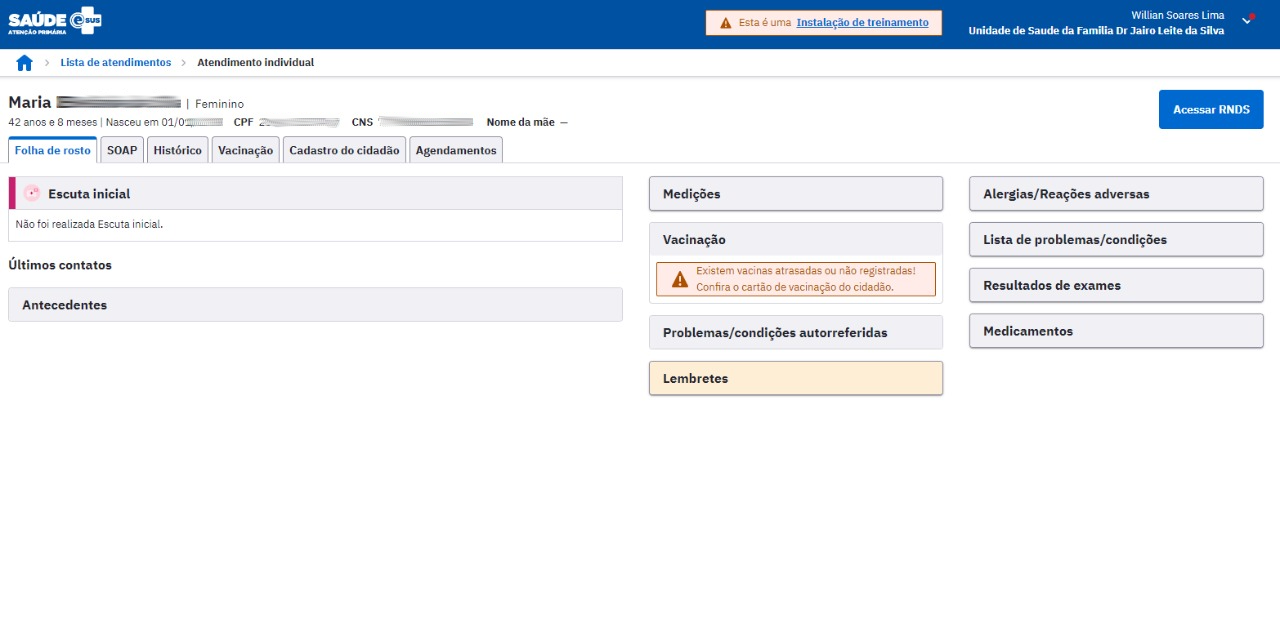 SAÚDE e SUS
ATENÇÃO PRIMÁRIA
Esta é uma Instalação de treinamento
Willian Soares Lima
Unidade de Saude da Familia Dr Jairo Leite da Silva
Lista de atendimentos > Atendimento individual
Maria | Feminino
42 anos e 8 meses | Nasceu em 01/0 CPF CNS Nome da mãe —
Acessar RNDS
Folha de rosto SOAP Histórico Vacinação Cadastro do cidadão Agendamentos
Escuta inicial
Não foi realizada Escuta inicial.
Últimos contatos
Antecedentes
Medições
Vacinação
Existem vacinas atrasadas ou não registradas!
Confira o cartão de vacinação do cidadão.
Problemas/condições autorreferidas
Lembretes
Alergias/Reações adversas
Lista de problemas/condições
Resultados de exames
Medicamentos